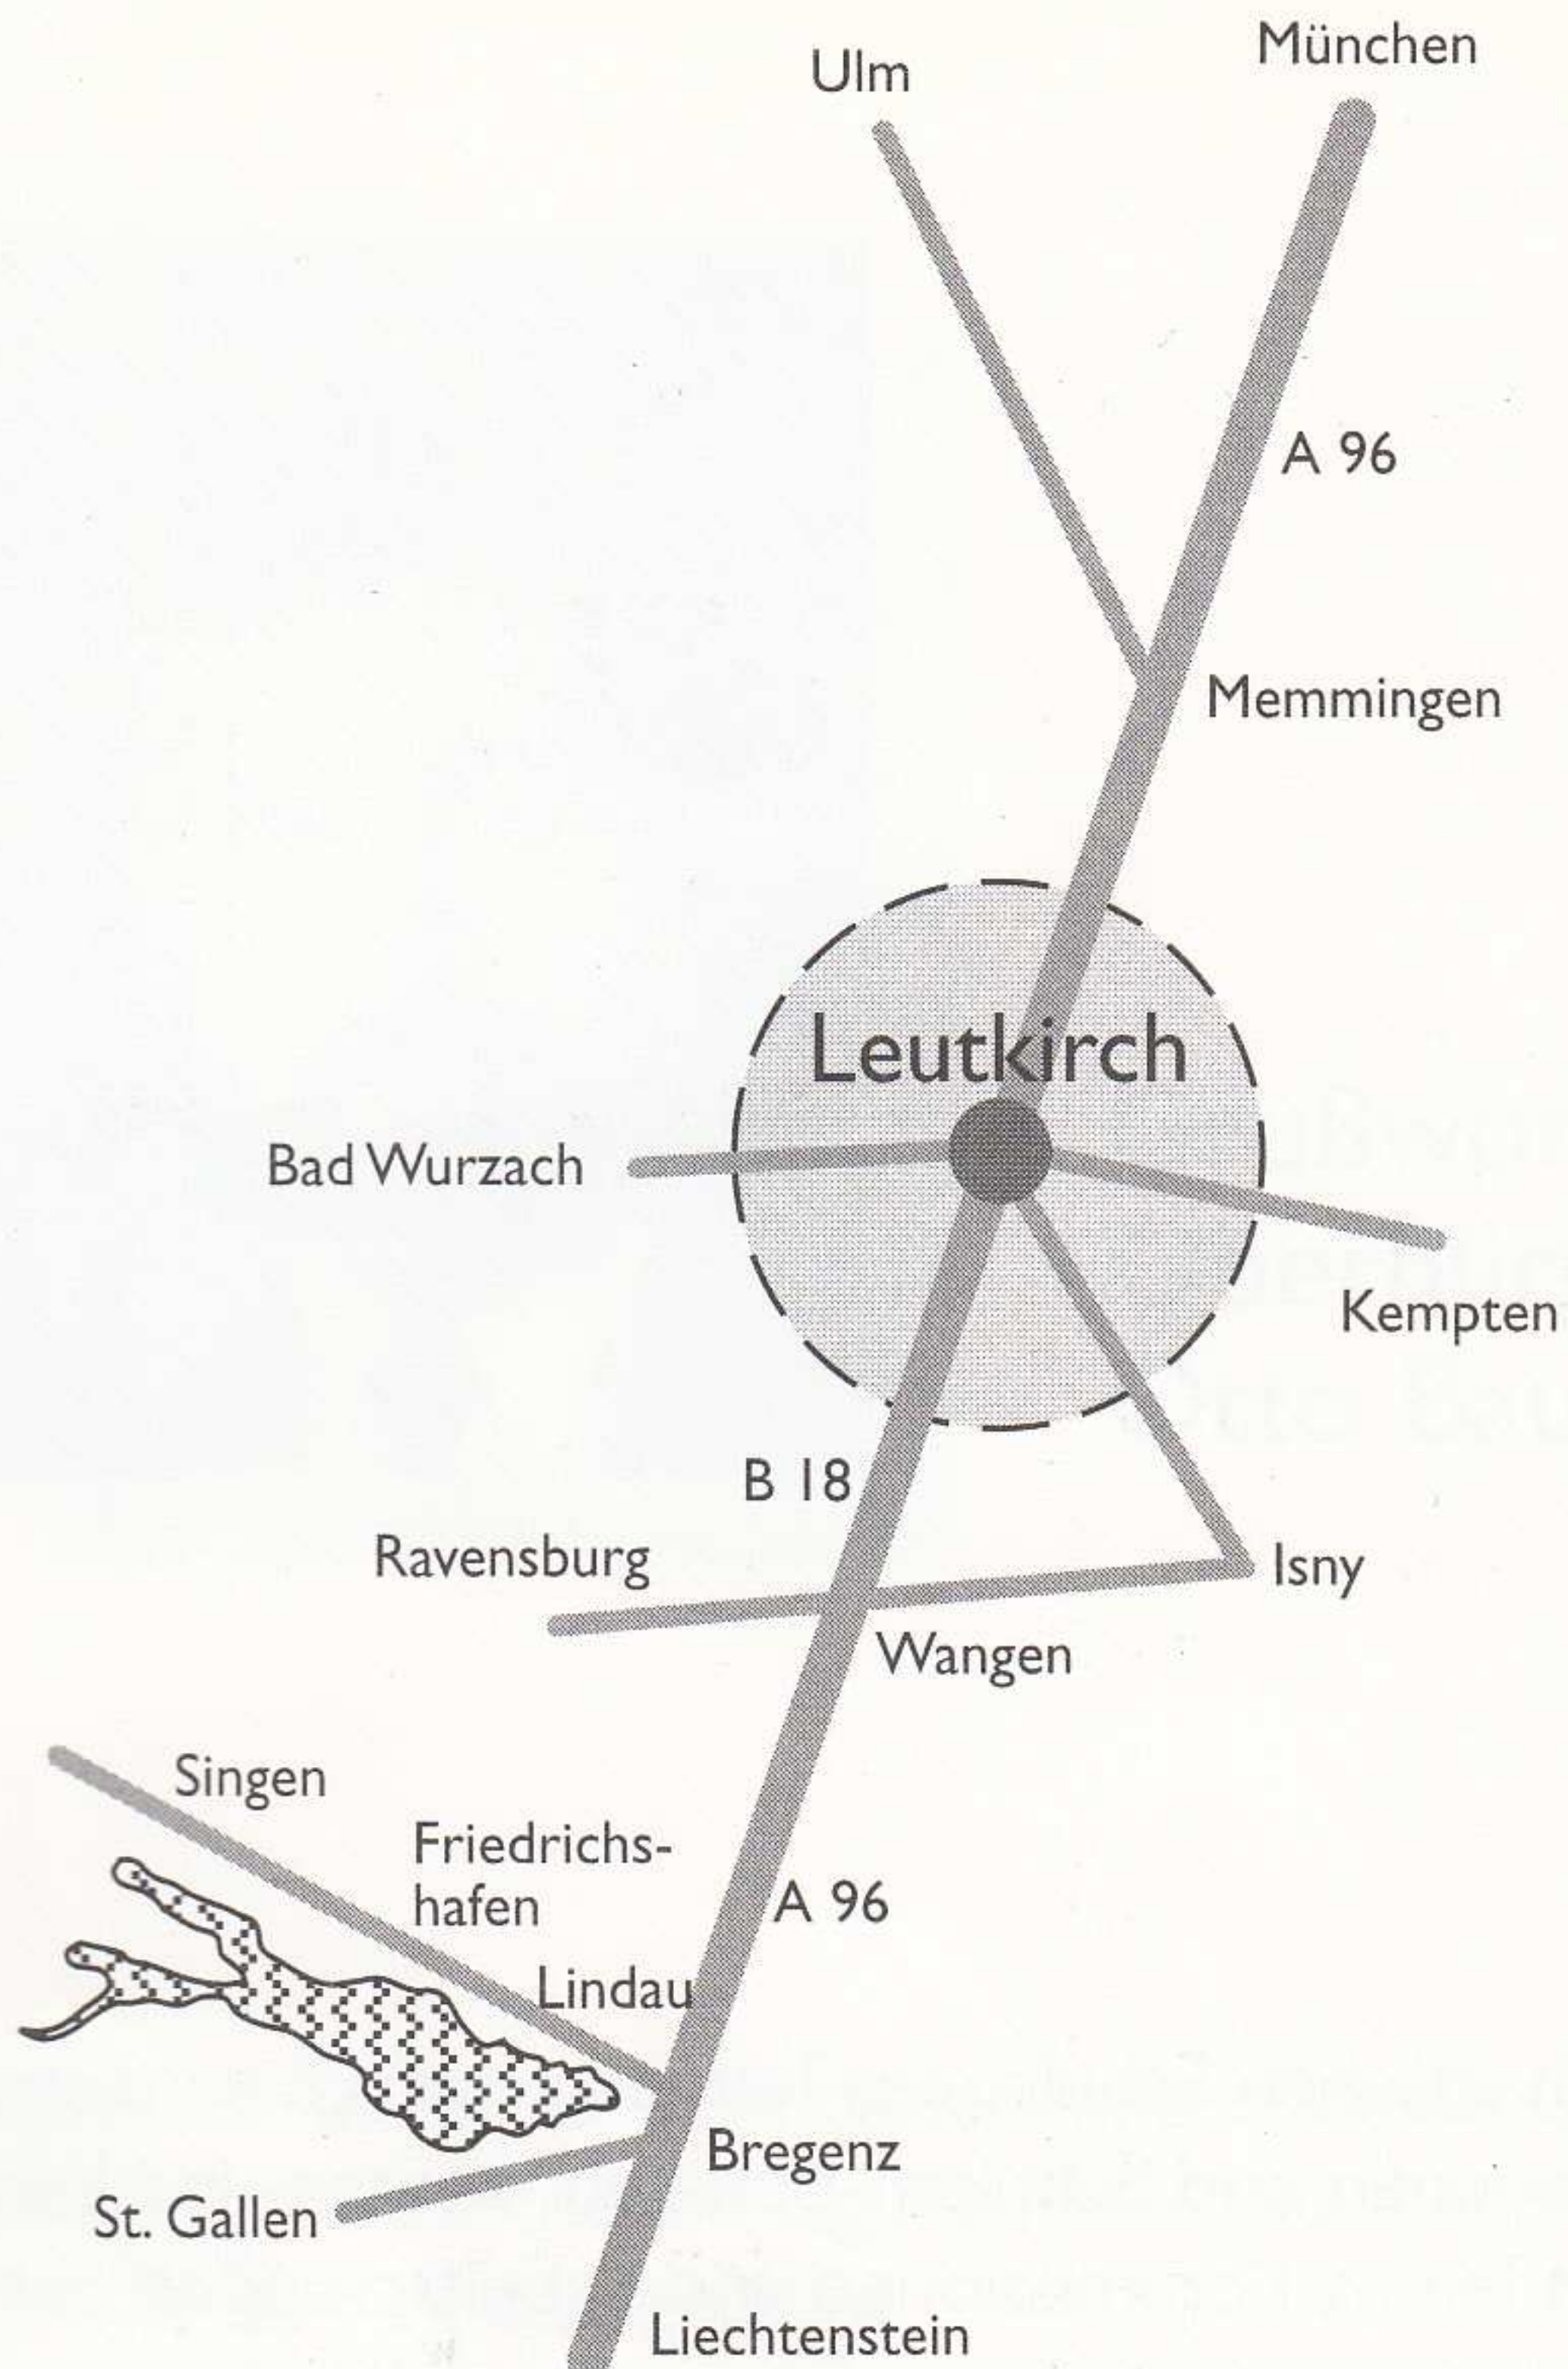 Ulm
München
A 96
Memmingen
Leutkirch
Bad Wurzach
Kempten
B 18
Ravensburg
Isny
Wangen
Singen
Friedrichs-
hafen
A 96
Lindau
Bregenz
St. Gallen
Liechtenstein